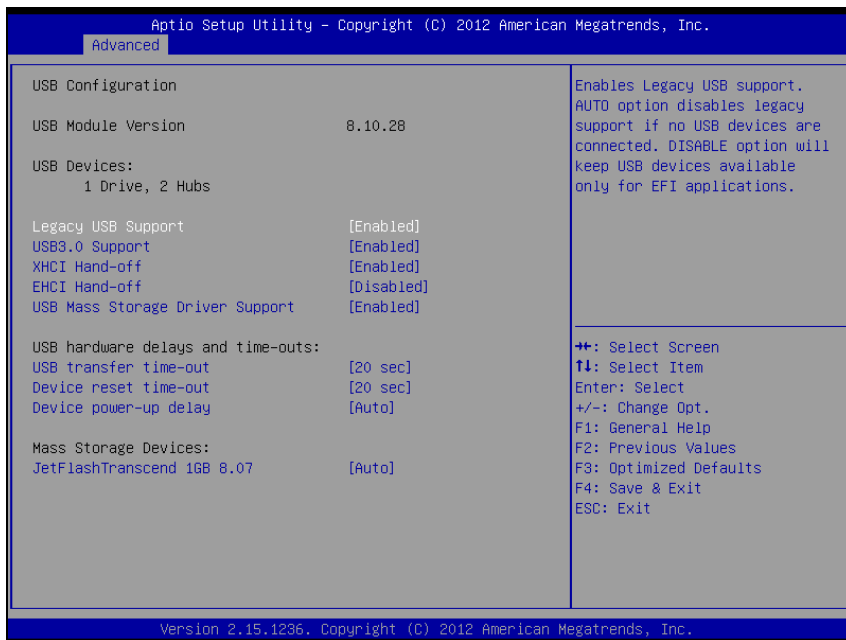 Aptio Setup Utility – Copyright (C) 2012 American Megatrends, Inc.
Advanced
USB Configuration
USB Module Version 8.10.28
USB Devices:
1 Drive, 2 Hubs
Legacy USB Support [Enabled]
USB3.0 Support [Enabled]
XHCI Hand-off [Enabled]
EHCI Hand-off [Disabled]
USB Mass Storage Driver Support [Enabled]
USB hardware delays and time-outs:
USB transfer time-out [20 sec]
Device reset time-out [20 sec]
Device power-up delay [Auto]
Mass Storage Devices:
JetFlashTranscend 1GB 8.07 [Auto]
Enables Legacy USB support.
AUTO option disables legacy
support if no USB devices are
connected. DISABLE option will
keep USB devices available
only for EFI applications.
→←: Select Screen
↑↓: Select Item
Enter: Select
+/-: Change Opt.
F1: General Help
F2: Previous Values
F3: Optimized Defaults
F4: Save & Exit
ESC: Exit
Version 2.15.1236. Copyright (C) 2012 American Megatrends, Inc.